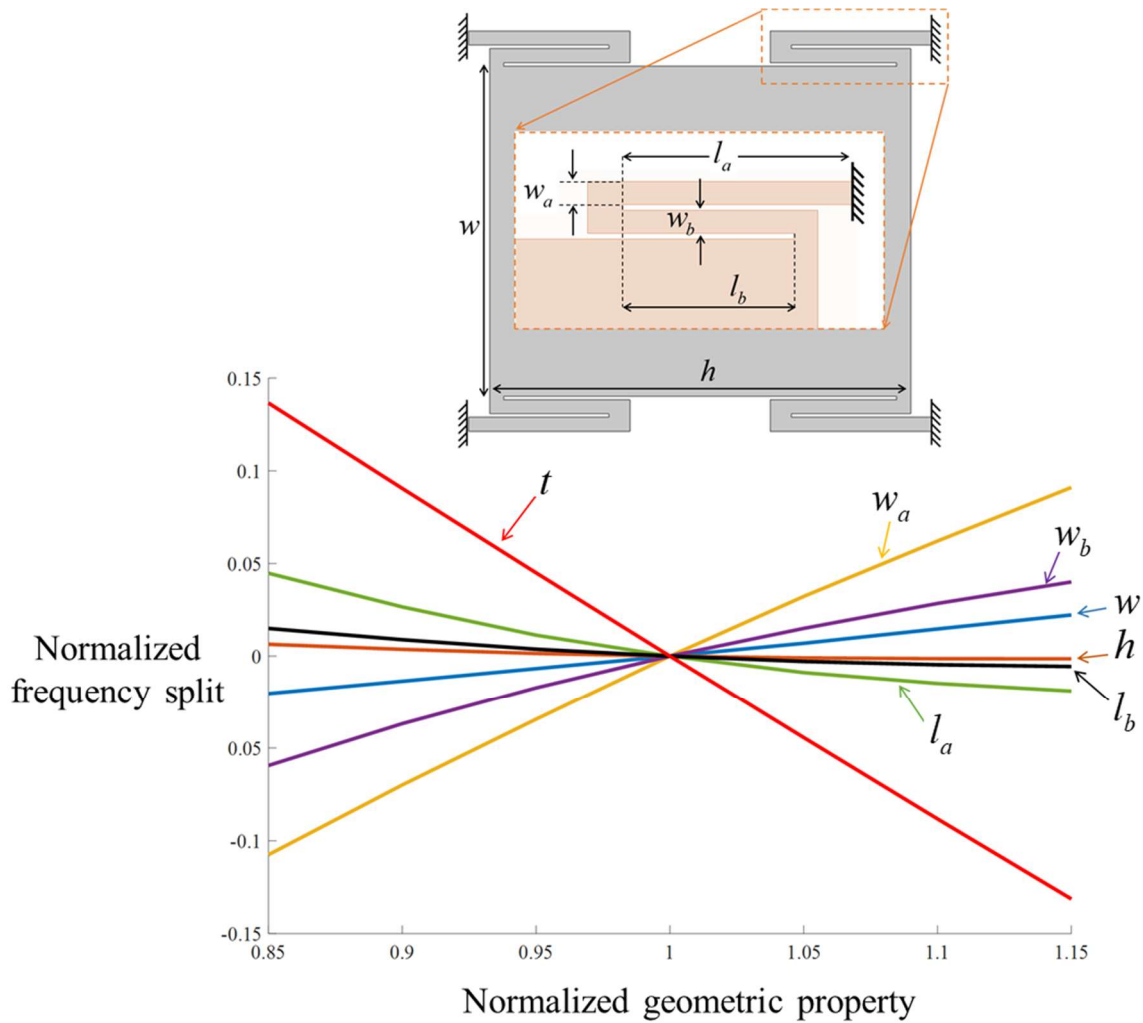 l_a
w_a
w_b
w
l_b
h
0.15
t
w_a
0.1
w_b
0.05
w
Normalized
frequency split
0
h
l_b
l_a
0.05
-0.1
-0.15
0.85 0.9 0.95 1 1.05 1.1 1.15
Normalized geometric property